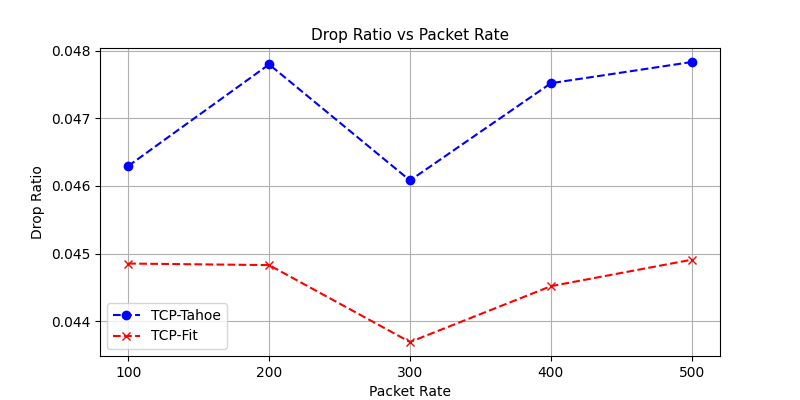 Drop Ratio vs Packet Rate
Drop Ratio
0.048
0.047
0.046
0.045
0.044
TCP-Tahoe
TCP-Fit
100 200 300 400 500
Packet Rate